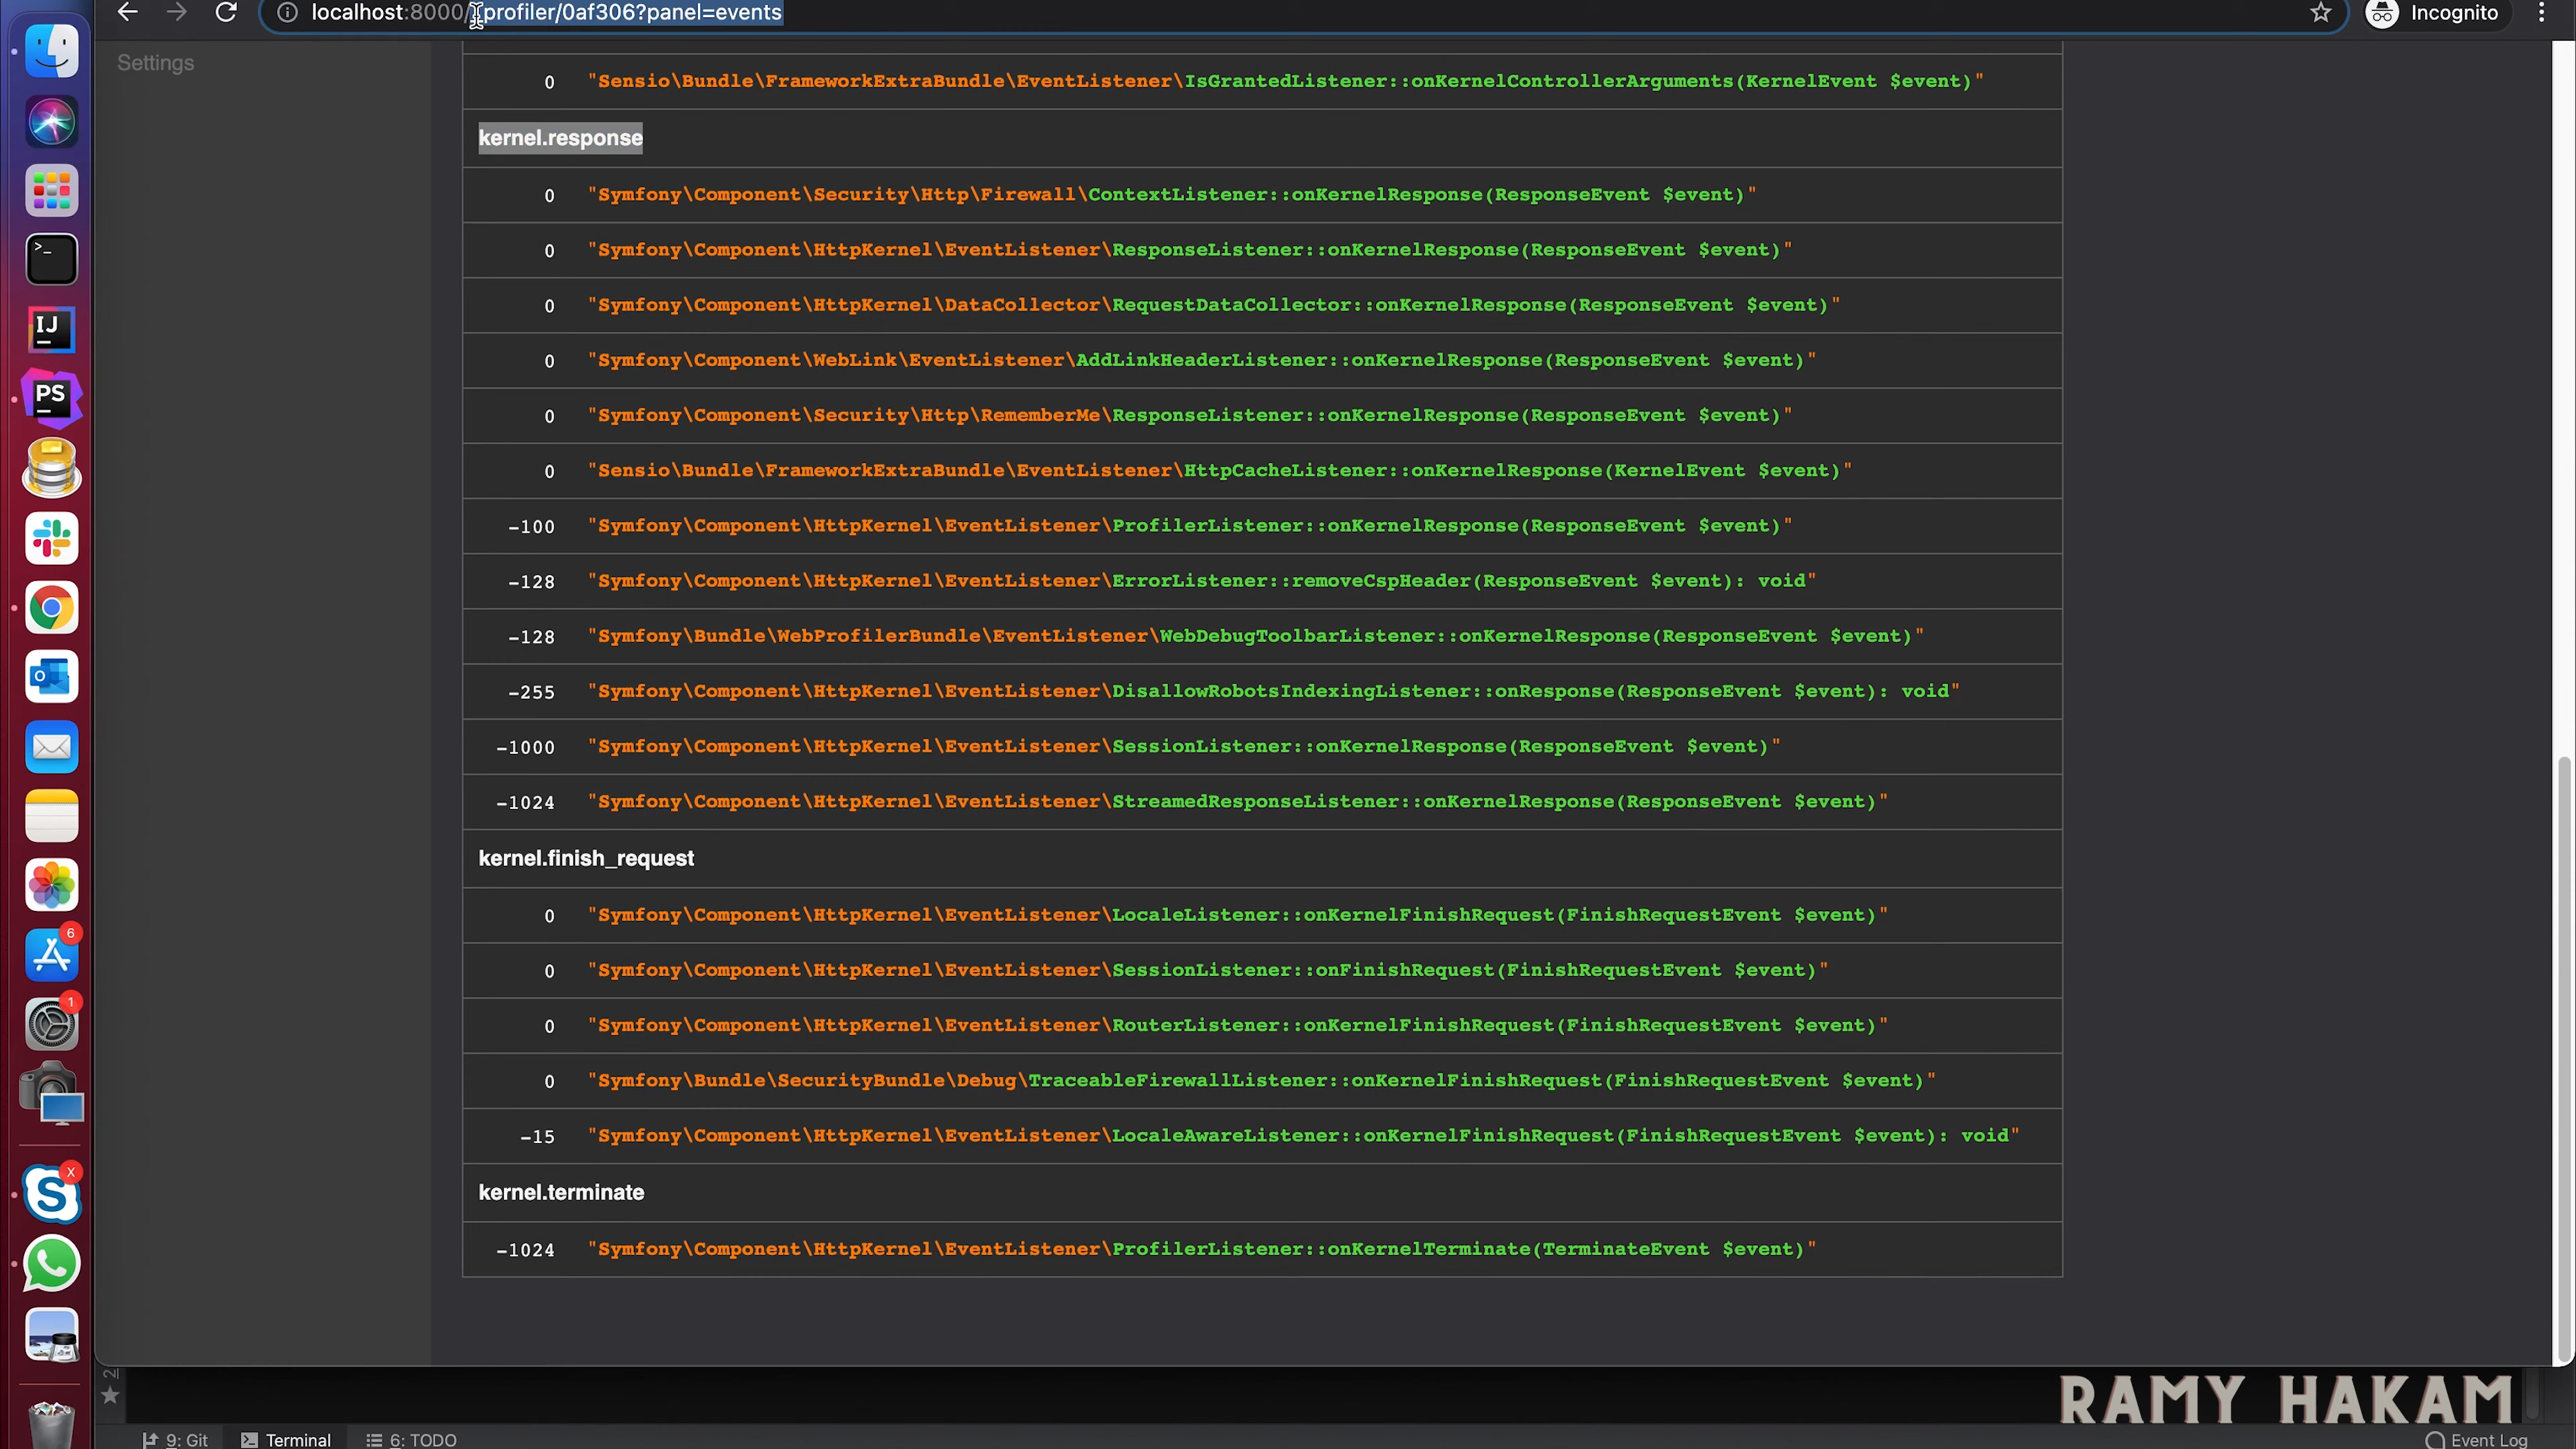 localhost:8000/_profiler/0af306?panel=events
Incognito
Settings
0 "Sensio\Bundle\FrameworkExtraBundle\EventListener\IsGrantedListener::onKernelControllerArguments(KernelEvent $event)"
kernel.response
0 "Symfony\Component\Security\Http\Firewall\ContextListener::onKernelResponse(ResponseEvent $event)"
0 "Symfony\Component\HttpKernel\EventListener\ResponseListener::onKernelResponse(ResponseEvent $event)"
0 "Symfony\Component\HttpKernel\DataCollector\RequestDataCollector::onKernelResponse(ResponseEvent $event)"
0 "Symfony\Component\WebLink\EventListener\AddLinkHeaderListener::onKernelResponse(ResponseEvent $event)"
0 "Symfony\Component\Security\Http\RememberMe\ResponseListener::onKernelResponse(ResponseEvent $event)"
0 "Sensio\Bundle\FrameworkExtraBundle\EventListener\HttpCacheListener::onKernelResponse(KernelEvent $event)"
-100 "Symfony\Component\HttpKernel\EventListener\ProfilerListener::onKernelResponse(ResponseEvent $event)"
-128 "Symfony\Component\HttpKernel\EventListener\ErrorListener::removeCspHeader(ResponseEvent $event): void"
-128 "Symfony\Bundle\WebProfilerBundle\EventListener\WebDebugToolbarListener::onKernelResponse(ResponseEvent $event)"
-255 "Symfony\Component\HttpKernel\EventListener\DisallowRobotsIndexingListener::onResponse(ResponseEvent $event): void"
-1000 "Symfony\Component\HttpKernel\EventListener\SessionListener::onKernelResponse(ResponseEvent $event)"
-1024 "Symfony\Component\HttpKernel\EventListener\StreamedResponseListener::onKernelResponse(ResponseEvent $event)"
kernel.finish_request
0 "Symfony\Component\HttpKernel\EventListener\LocaleListener::onKernelFinishRequest(FinishRequestEvent $event)"
0 "Symfony\Component\HttpKernel\EventListener\SessionListener::onFinishRequest(FinishRequestEvent $event)"
0 "Symfony\Component\HttpKernel\EventListener\RouterListener::onKernelFinishRequest(FinishRequestEvent $event)"
0 "Symfony\Bundle\SecurityBundle\Debug\TraceableFirewallListener::onKernelFinishRequest(FinishRequestEvent $event)"
-15 "Symfony\Component\HttpKernel\EventListener\LocaleAwareListener::onKernelFinishRequest(FinishRequestEvent $event): void"
kernel.terminate
-1024 "Symfony\Component\HttpKernel\EventListener\ProfilerListener::onKernelTerminate(TerminateEvent $event)"
>_
IJ
PS
6
1
X
S
RAMY HAKAM
9: Git
Terminal
6: TODO
Event Log